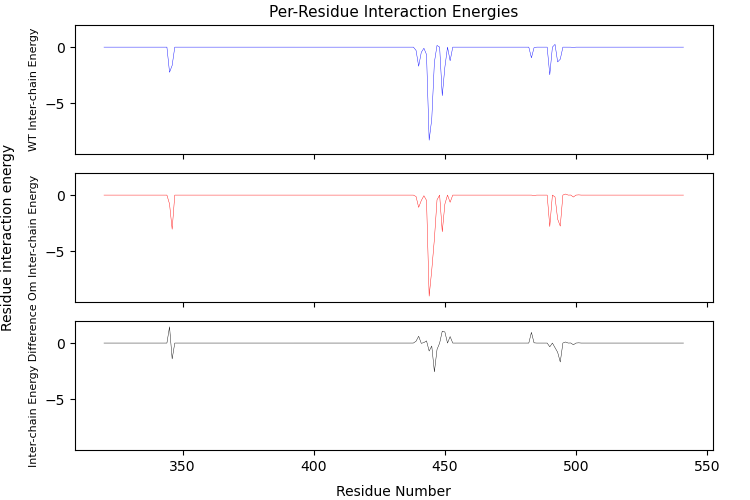 Per-Residue Interaction Energies
Residue interaction energy
WT Inter-chain Energy
0
−5
Om Inter-chain Energy
0
−5
Inter-chain Energy Difference
0
−5
350
400
450
500
550
Residue Number